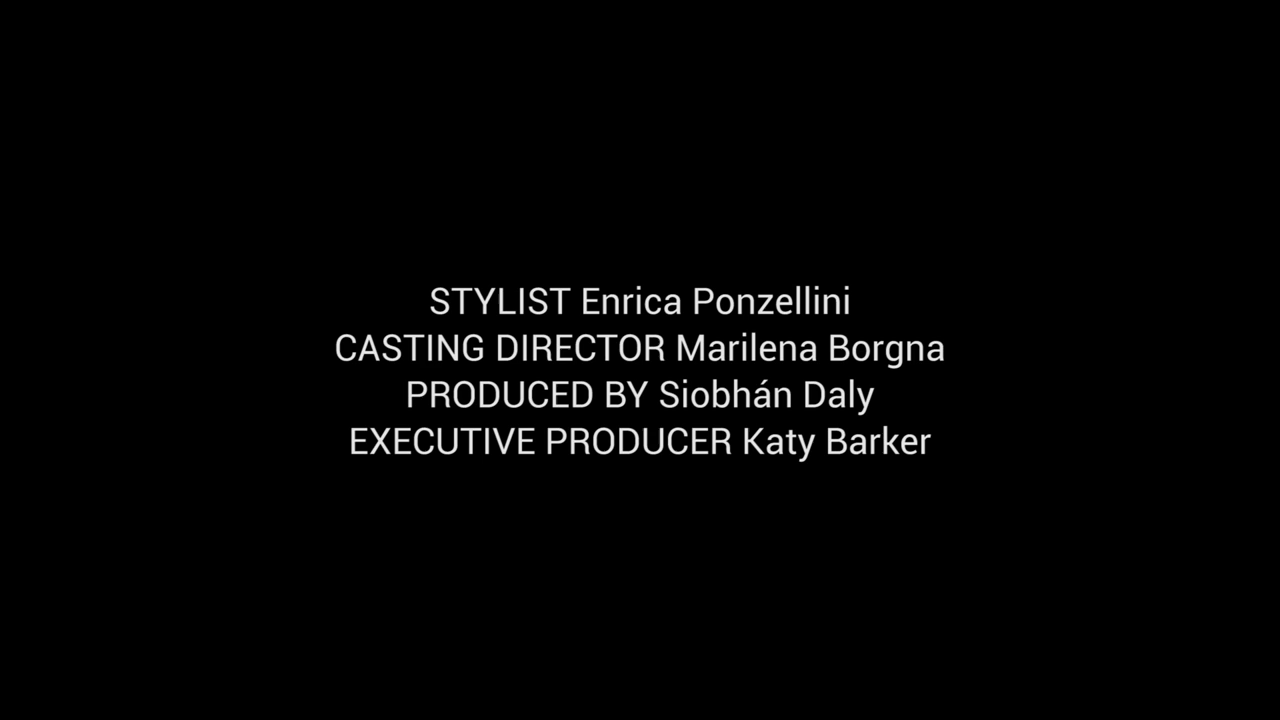 STYLIST Enrica Ponzellini
CASTING DIRECTOR Marilena Borgna
PRODUCED BY Siobhán Daly
EXECUTIVE PRODUCER Katy Barker